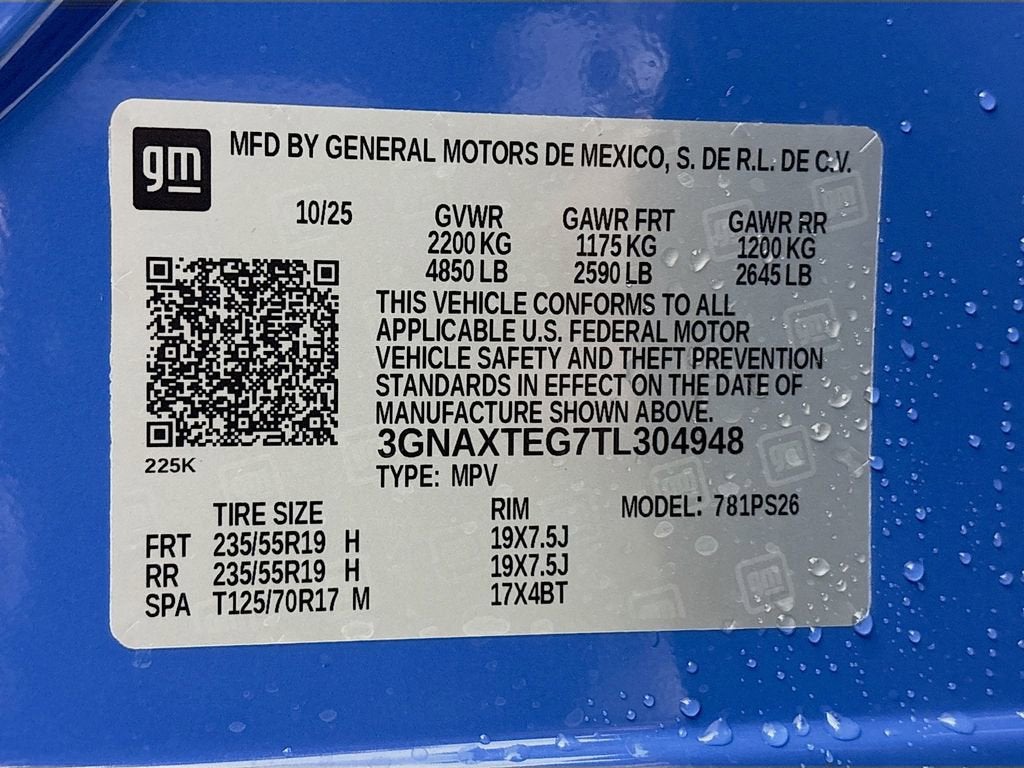 gm
MFD BY GENERAL MOTORS DE MEXICO, S. DE R.L. DE C.V.
10/25 GVWR GAWR FRT GAWR RR
2200 KG 1175 KG 1200 KG
4850 LB 2590 LB 2645 LB
THIS VEHICLE CONFORMS TO ALL
APPLICABLE U.S. FEDERAL MOTOR
VEHICLE SAFETY AND THEFT PREVENTION
STANDARDS IN EFFECT ON THE DATE OF
MANUFACTURE SHOWN ABOVE.
3GNAXTEG7TL304948
225K
TYPE: MPV
TIRE SIZE RIM MODEL: 781PS26
FRT 235/55R19 H 19X7.5J
RR 235/55R19 H 19X7.5J
SPA T125/70R17 M 17X4BT